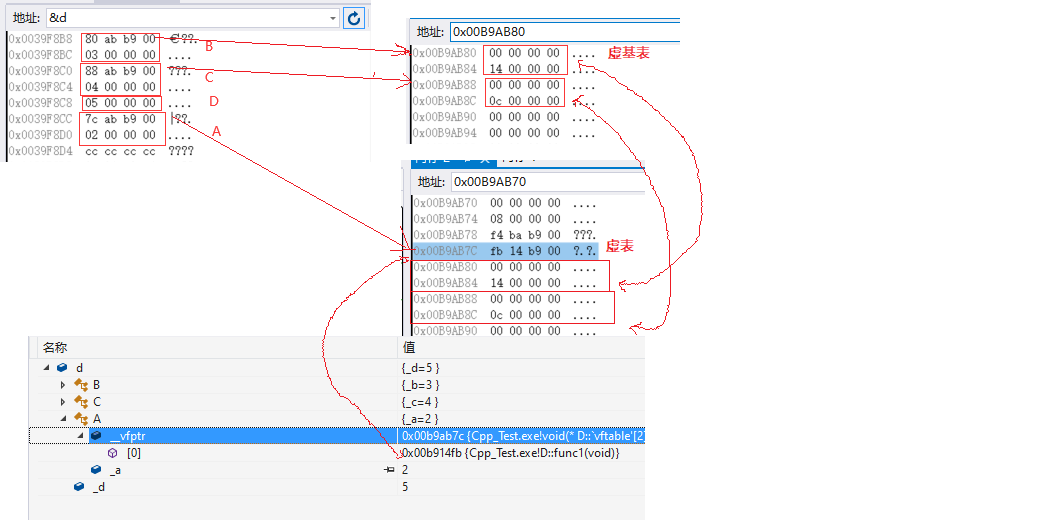 地址: &d
0x0039F8B8 80 ab b9 00 €??.
0x0039F8BC 03 00 00 00 ....
0x0039F8C0 88 ab b9 00 ???.
0x0039F8C4 04 00 00 00 ....
0x0039F8C8 05 00 00 00 ....
0x0039F8CC 7c ab b9 00 |??.
0x0039F8D0 02 00 00 00 ....
0x0039F8D4 cc cc cc cc ????
B
C
D
A
地址: 0x00B9AB80
0x00B9AB80 00 00 00 00 ....
0x00B9AB84 14 00 00 00 ....
0x00B9AB88 00 00 00 00 ....
0x00B9AB8C 0c 00 00 00 ....
0x00B9AB90 00 00 00 00 ....
0x00B9AB94 00 00 00 00 ....
虚基表
地址: 0x00B9AB70
0x00B9AB70 00 00 00 00 ....
0x00B9AB74 08 00 00 00 ....
0x00B9AB78 f4 ba b9 00 ???.
0x00B9AB7C fb 14 b9 00 ?.?.
0x00B9AB80 00 00 00 00 ....
0x00B9AB84 14 00 00 00 ....
0x00B9AB88 00 00 00 00 ....
0x00B9AB8C 0c 00 00 00 ....
0x00B9AB90 00 00 00 00 ....
虚表
名称 值
d {_d=5 }
B {_b=3 }
C {_c=4 }
A {_a=2 }
__vfptr 0x00b9ab7c {Cpp_Test.exe!void(* D::`vftable'[2]
[0] 0x00b914fb {Cpp_Test.exe!D::func1(void)}
_a 2
_d 5